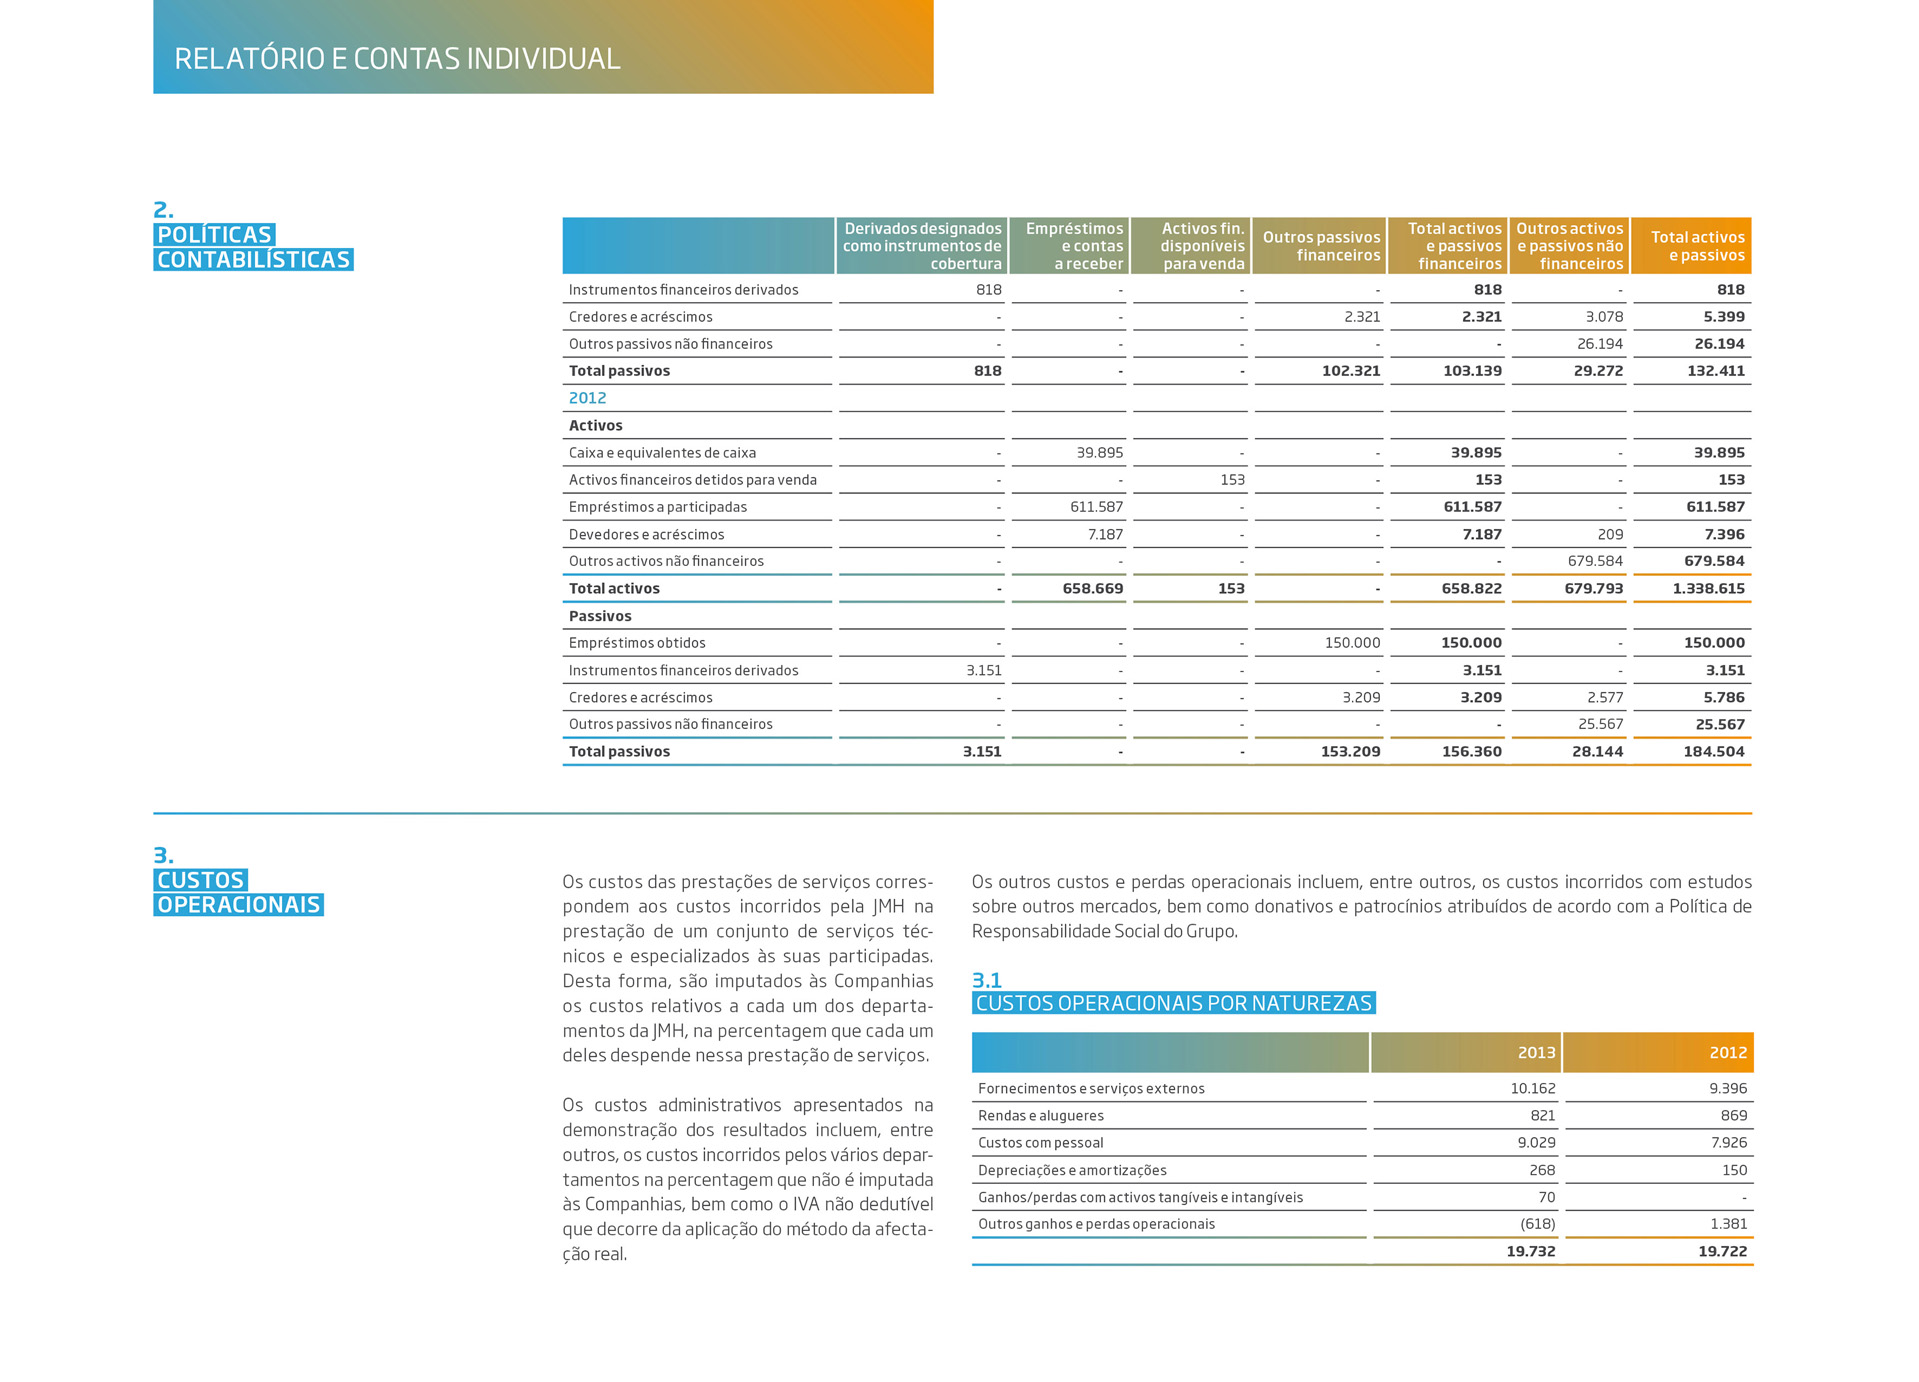 RELATÓRIO E CONTAS INDIVIDUAL
2.
POLÍTICAS
CONTABILÍSTICAS
Derivados designados como instrumentos de cobertura Empréstimos e contas a receber Activos fin. disponíveis para venda Outros passivos financeiros Total activos e passivos financeiros Outros activos e passivos não financeiros Total activos e passivos
Instrumentos financeiros derivados 818 - - - 818 - 818
Credores e acréscimos - - - 2.321 2.321 3.078 5.399
Outros passivos não financeiros - - - - - 26.194 26.194
Total passivos 818 - - 102.321 103.139 29.272 132.411
2012
Activos
Caixa e equivalentes de caixa - 39.895 - - 39.895 - 39.895
Activos financeiros detidos para venda - - 153 - 153 - 153
Empréstimos a participadas - 611.587 - - 611.587 - 611.587
Devedores e acréscimos - 7.187 - - 7.187 209 7.396
Outros activos não financeiros - - - - - 679.584 679.584
Total activos - 658.669 153 - 658.822 679.793 1.338.615
Passivos
Empréstimos obtidos - - - 150.000 150.000 - 150.000
Instrumentos financeiros derivados 3.151 - - - 3.151 - 3.151
Credores e acréscimos - - - 3.209 3.209 2.577 5.786
Outros passivos não financeiros - - - - - 25.567 25.567
Total passivos 3.151 - - 153.209 156.360 28.144 184.504
3.
CUSTOS
OPERACIONAIS
Os custos das prestações de serviços corres-
pondem aos custos incorridos pela JMH na
prestação de um conjunto de serviços téc-
nicos e especializados às suas participadas.
Desta forma, são imputados às Companhias
os custos relativos a cada um dos departa-
mentos da JMH, na percentagem que cada um
deles despende nessa prestação de serviços.
Os custos administrativos apresentados na
demonstração dos resultados incluem, entre
outros, os custos incorridos pelos vários depar-
tamentos na percentagem que não é imputada
às Companhias, bem como o IVA não dedutível
que decorre da aplicação do método da afecta-
ção real.
Os outros custos e perdas operacionais incluem, entre outros, os custos incorridos com estudos
sobre outros mercados, bem como donativos e patrocínios atribuídos de acordo com a Política de
Responsabilidade Social do Grupo.
3.1
CUSTOS OPERACIONAIS POR NATUREZAS
2013 2012
Fornecimentos e serviços externos 10.162 9.396
Rendas e alugueres 821 869
Custos com pessoal 9.029 7.926
Depreciações e amortizações 268 150
Ganhos/perdas com activos tangíveis e intangíveis 70 -
Outros ganhos e perdas operacionais (618) 1.381
19.732 19.722